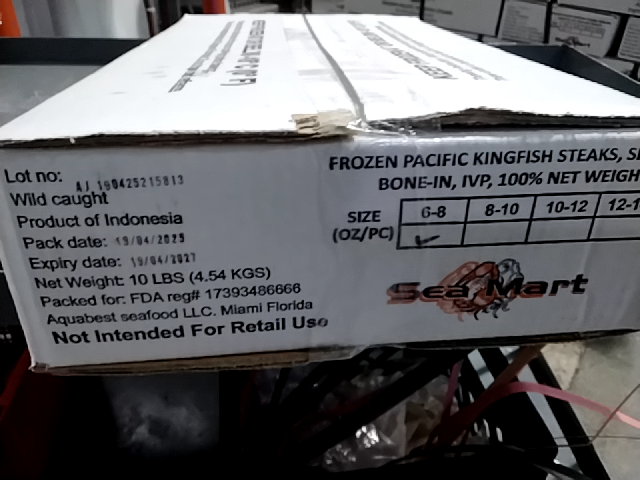 Lot no: AJ 190425215813
Wild caught
Product of Indonesia
Pack date: 19/04/2025
Expiry date: 19/04/2027
Net Weight: 10 LBS (4.54 KGS)
Packed for: FDA reg# 17393486666
Aquabest seafood LLC. Miami Florida
Not Intended For Retail Use
FROZEN PACIFIC KINGFISH STEAKS,
BONE-IN, IVP, 100% NET WEIGH
SIZE
(OZ/PC)
6-8
8-10
10-12
12-1
Sea Mart